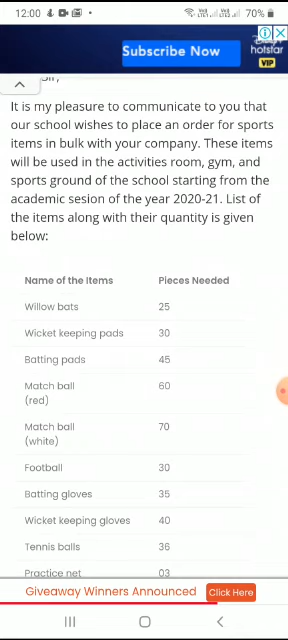 12:00
70%
Subscribe Now
hotstar
VIP
It is my pleasure to communicate to you that
our school wishes to place an order for sports
items in bulk with your company. These items
will be used in the activities room, gym, and
sports ground of the school starting from the
academic sesion of the year 2020-21. List of
the items along with their quantity is given
below:
Name of the Items Pieces Needed
Willow bats 25
Wicket keeping pads 30
Batting pads 45
Match ball 60
(red)
Match ball 70
(white)
Football 30
Batting gloves 35
Wicket keeping gloves 40
Tennis balls 36
Practice net 03
Giveaway Winners Announced Click Here